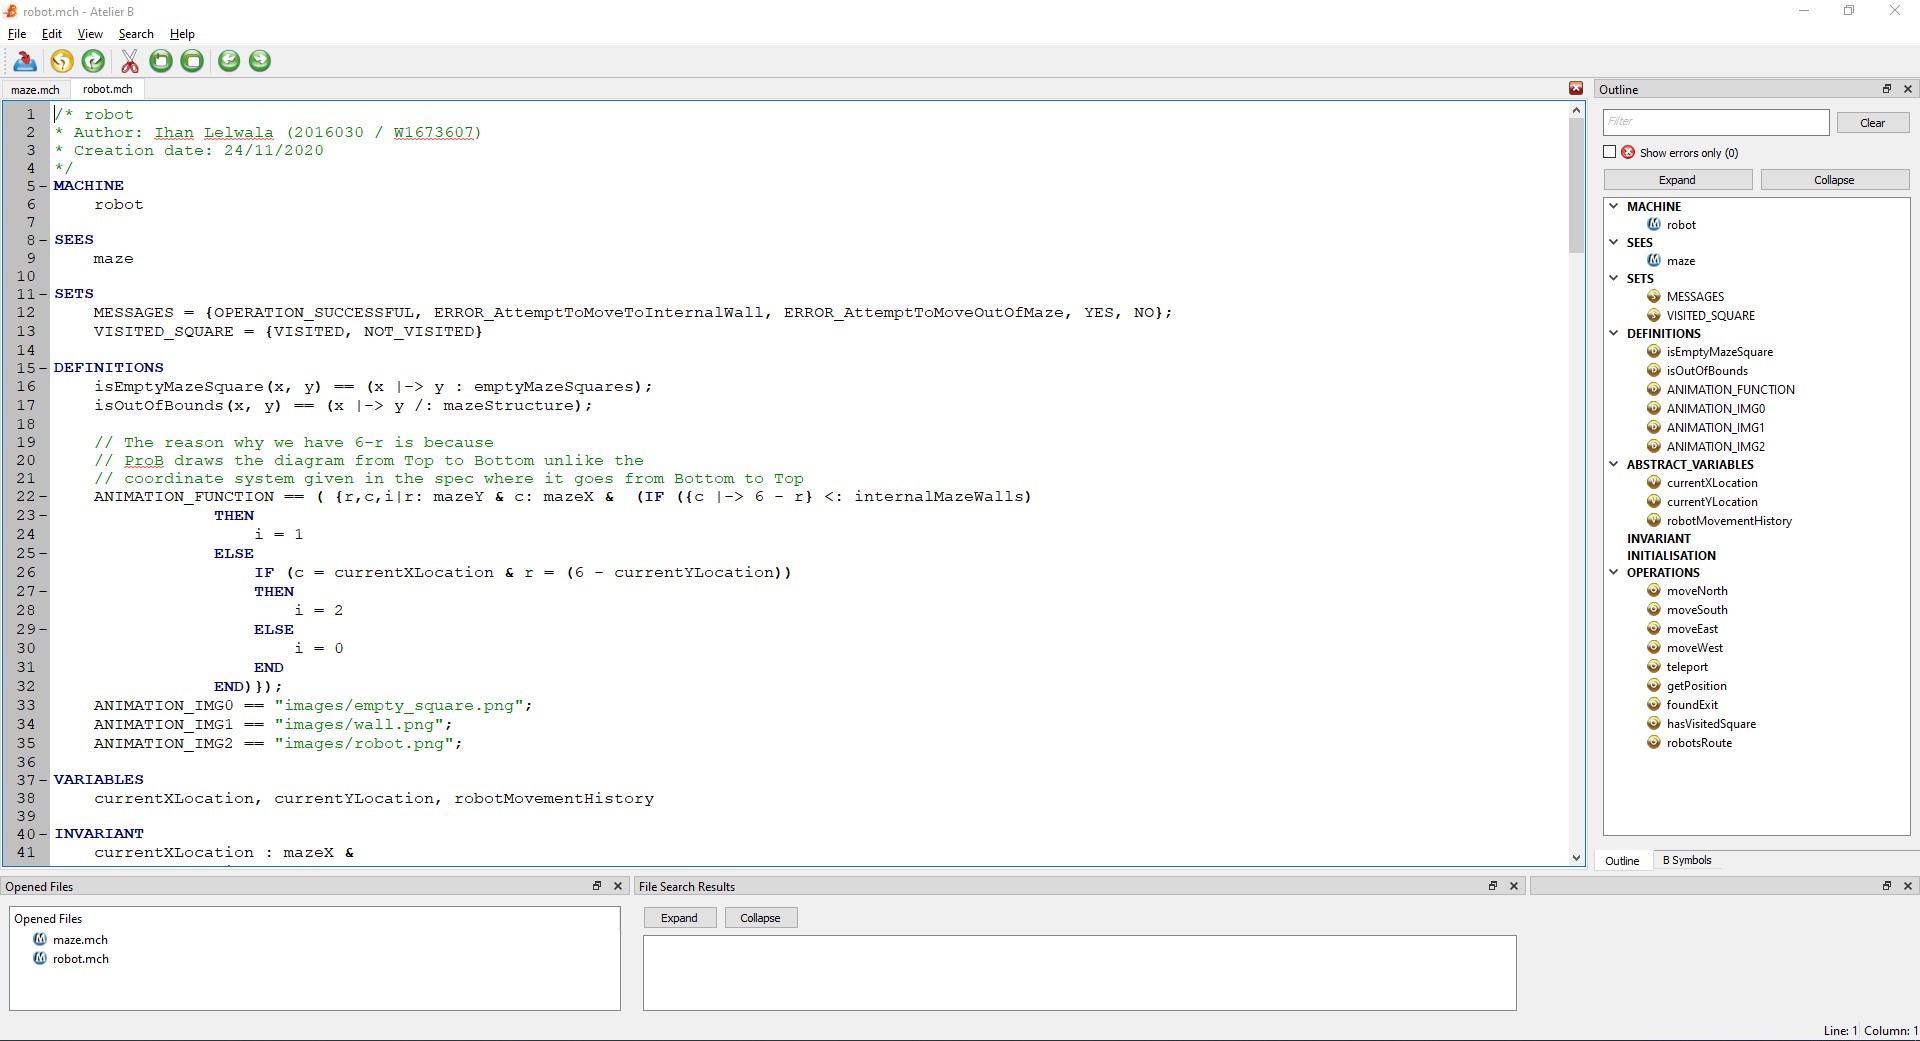 robot.mch - Atelier B
File Edit View Search Help
maze.mch robot.mch
1 /* robot
2 * Author: Ihan Lelwala (2016030 / W1673607)
3 * Creation date: 24/11/2020
4 */
5 MACHINE
6 robot
7
8 SEES
9 maze
10
11 SETS
12 MESSAGES = {OPERATION_SUCCESSFUL, ERROR_AttemptToMoveToInternalWall, ERROR_AttemptToMoveOutOfMaze, YES, NO};
13 VISITED_SQUARE = {VISITED, NOT_VISITED}
14
15 DEFINITIONS
16 isEmptyMazeSquare(x, y) == (x |-> y : emptyMazeSquares);
17 isOutOfBounds(x, y) == (x |-> y /: mazeStructure);
18
19 // The reason why we have 6-r is because
20 // ProB draws the diagram from Top to Bottom unlike the
21 // coordinate system given in the spec where it goes from Bottom to Top
22 ANIMATION_FUNCTION == ( {r,c,i|r: mazeY & c: mazeX & (IF ({c |-> 6 - r} <: internalMazeWalls)
23 THEN
24 i = 1
25 ELSE
26 IF (c = currentXLocation & r = (6 - currentYLocation))
27 THEN
28 i = 2
29 ELSE
30 i = 0
31 END
32 END)});
33 ANIMATION_IMG0 == "images/empty_square.png";
34 ANIMATION_IMG1 == "images/wall.png";
35 ANIMATION_IMG2 == "images/robot.png";
36
37 VARIABLES
38 currentXLocation, currentYLocation, robotMovementHistory
39
40 INVARIANT
41 currentXLocation : mazeX &
Outline
Filter Clear
Show errors only (0)
Expand Collapse
MACHINE
robot
SEES
maze
SETS
MESSAGES
VISITED_SQUARE
DEFINITIONS
isEmptyMazeSquare
isOutOfBounds
ANIMATION_FUNCTION
ANIMATION_IMG0
ANIMATION_IMG1
ANIMATION_IMG2
ABSTRACT_VARIABLES
currentXLocation
currentYLocation
robotMovementHistory
INVARIANT
INITIALISATION
OPERATIONS
moveNorth
moveSouth
moveEast
moveWest
teleport
getPosition
foundExit
hasVisitedSquare
robotsRoute
Outline B Symbols
Opened Files
Opened Files
maze.mch
robot.mch
File Search Results
Expand Collapse
Line: 1 Column: 1